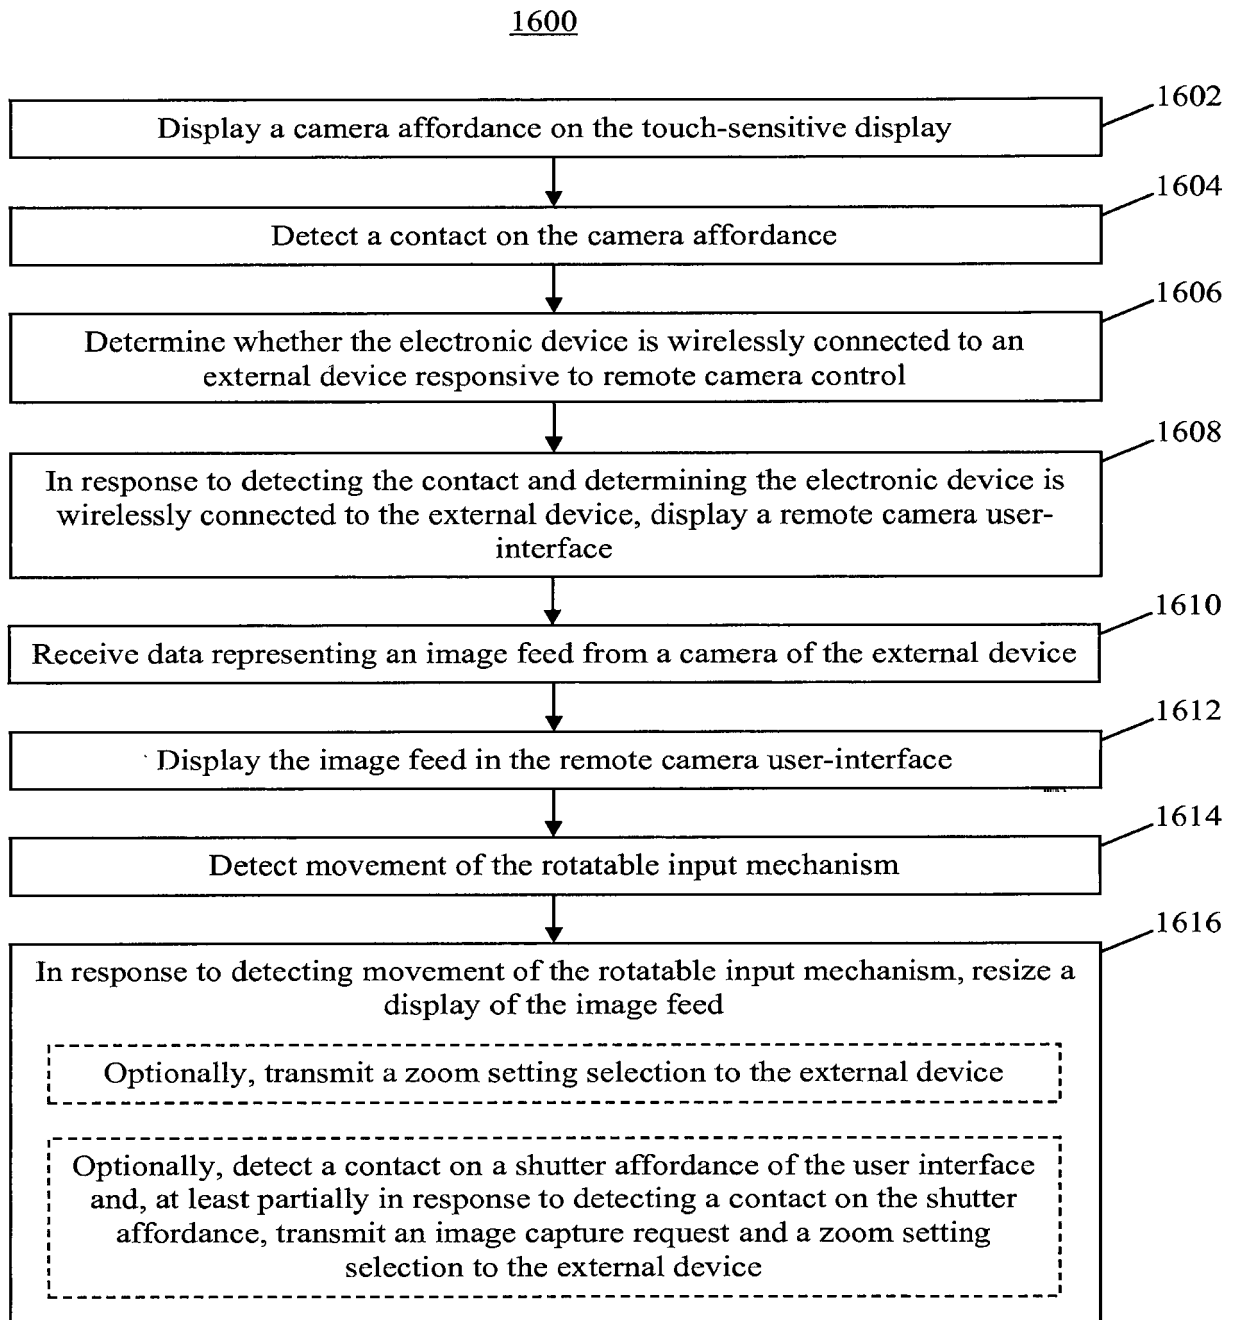 1600
1602
Display a camera affordance on the touch-sensitive display
1604
Detect a contact on the camera affordance
1606
Determine whether the electronic device is wirelessly connected to an
external device responsive to remote camera control
1608
In response to detecting the contact and determining the electronic device is
wirelessly connected to the external device, display a remote camera user-
interface
1610
Receive data representing an image feed from a camera of the external device
1612
Display the image feed in the remote camera user-interface
1614
Detect movement of the rotatable input mechanism
1616
In response to detecting movement of the rotatable input mechanism, resize a
display of the image feed
Optionally, transmit a zoom setting selection to the external device
Optionally, detect a contact on a shutter affordance of the user interface
and, at least partially in response to detecting a contact on the shutter
affordance, transmit an image capture request and a zoom setting
selection to the external device